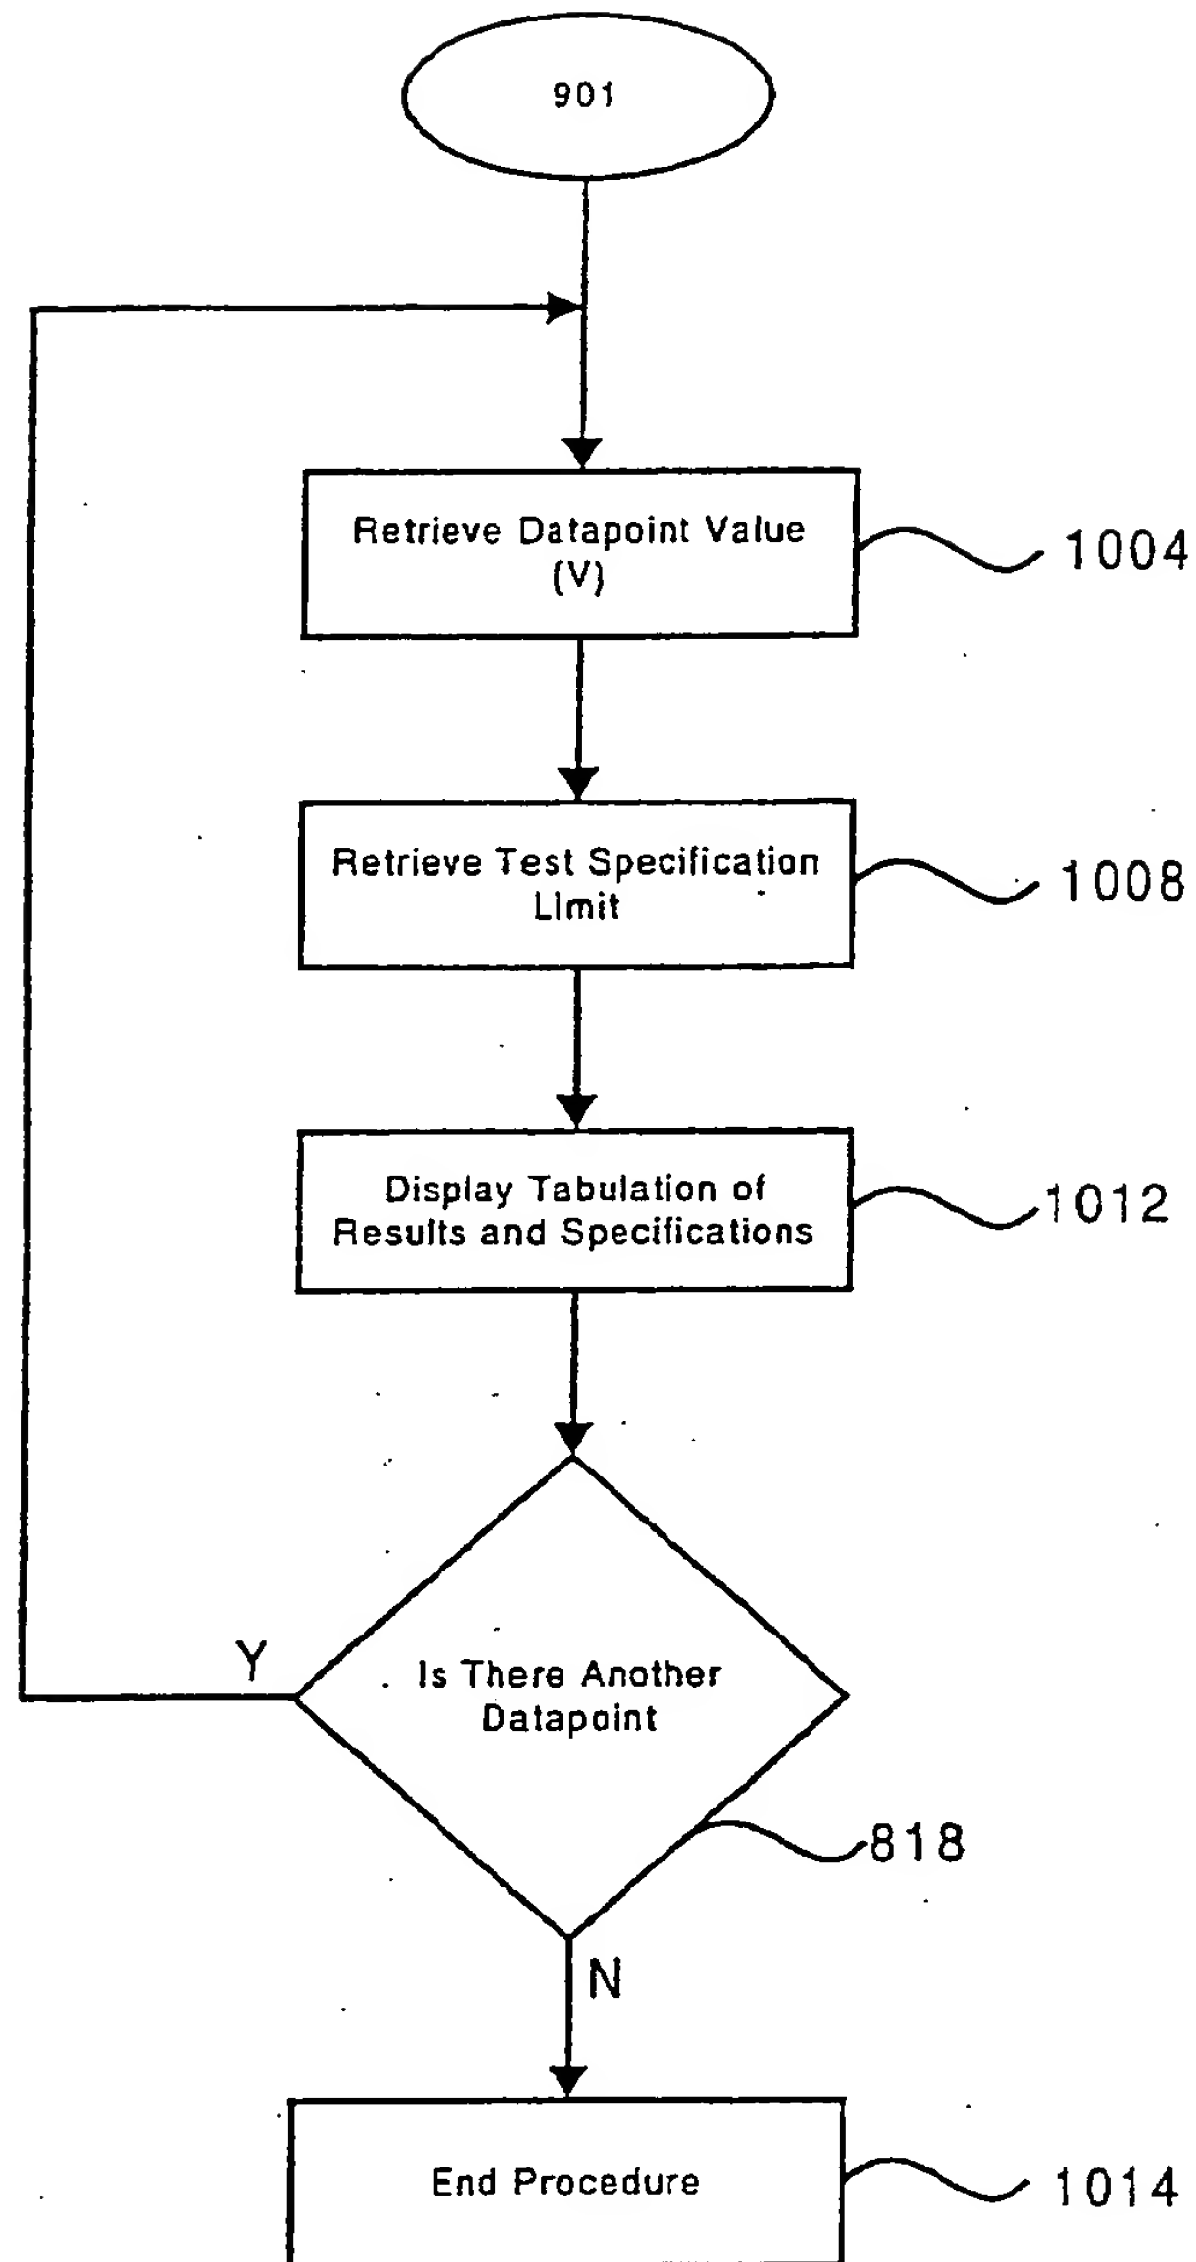 901
Retrieve Datapoint Value
(V)
1004
Retrieve Test Specification
Limit
1008
Display Tabulation of
Results and Specifications
1012
Is There Another
Datapoint
Y
818
N
End Procedure
1014